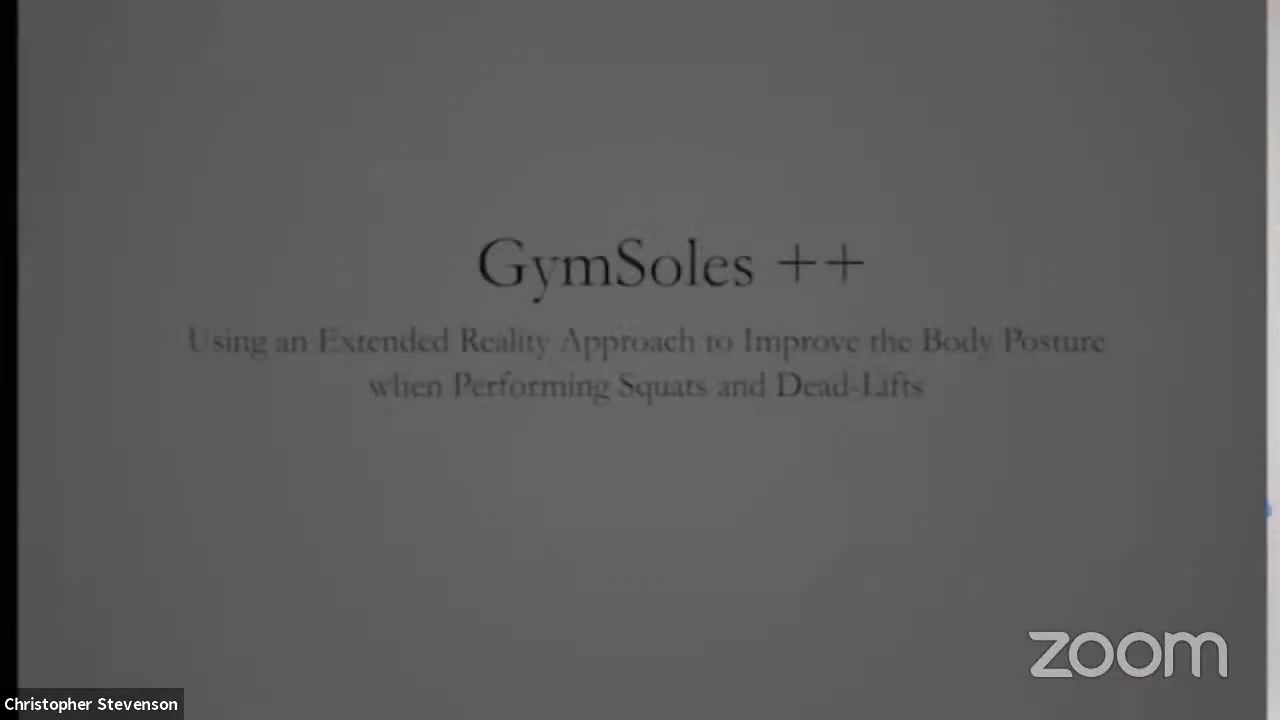 GymSoles ++
Using an Extended Reality Approach to Improve the Body Posture
when Performing Squats and Dead-Lifts
zoom
Christopher Stevenson